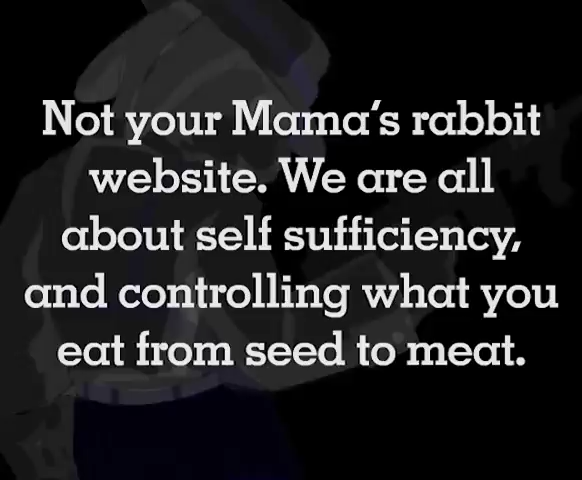 Not your Mama's rabbit
website. We are all
about self sufficiency,
and controlling what you
eat from seed to meat.